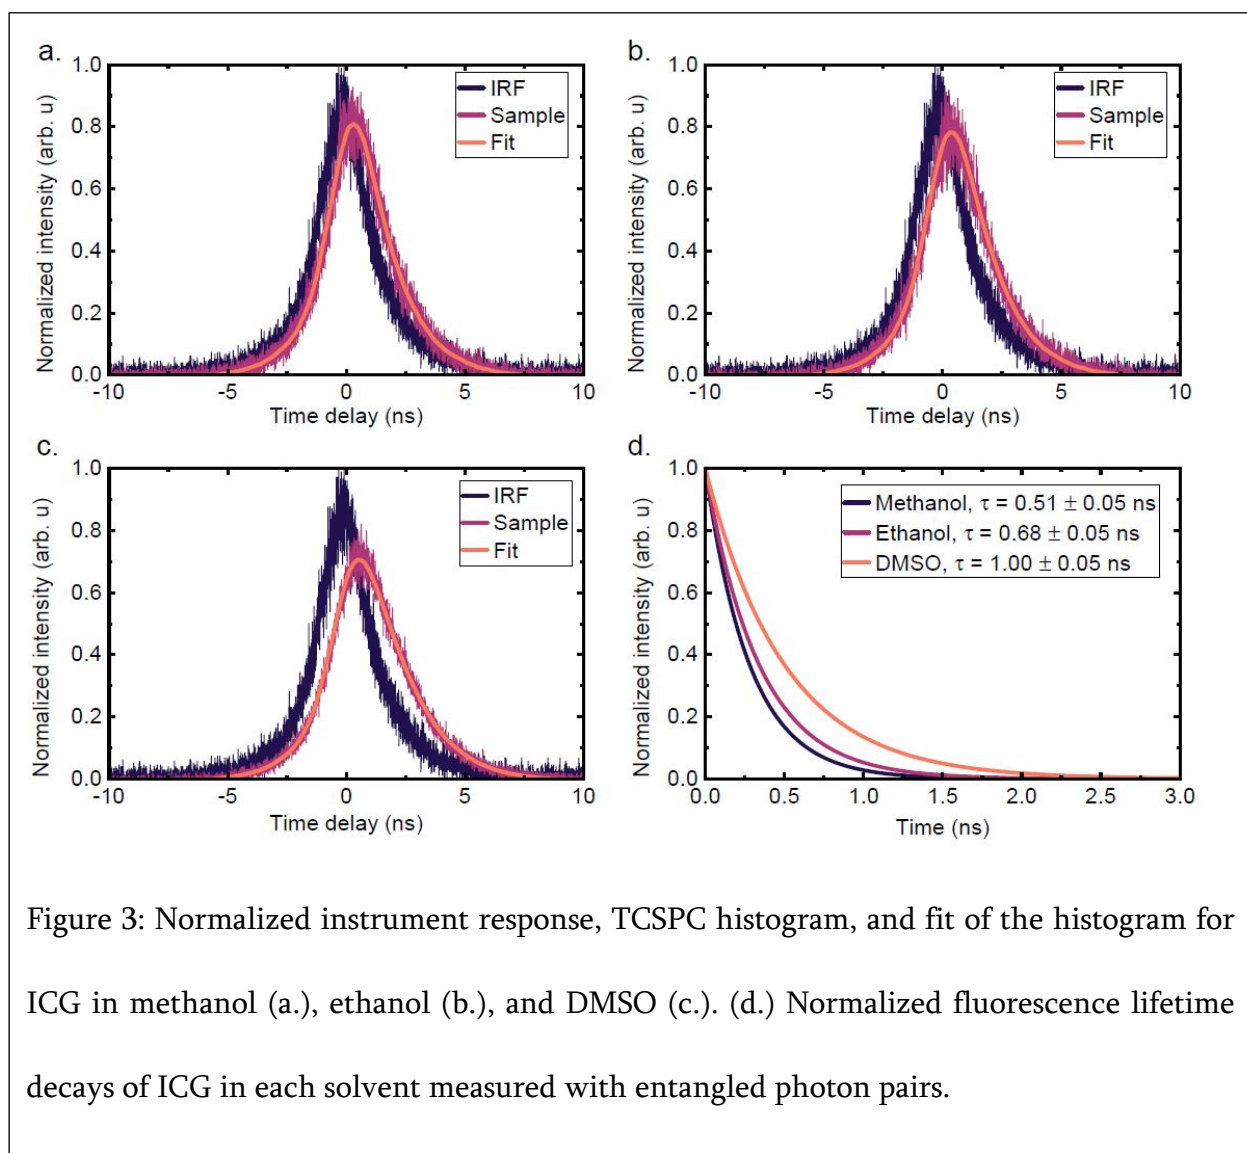 a.
1.0
0.8
0.6
0.4
0.2
0.0
Normalized intensity (arb. u)
IRF
Sample
Fit
-10
-5
0
5
10
Time delay (ns)
b.
1.0
0.8
0.6
0.4
0.2
0.0
Normalized intensity (arb. u)
IRF
Sample
Fit
-10
-5
0
5
10
Time delay (ns)
c.
1.0
0.8
0.6
0.4
0.2
0.0
Normalized intensity (arb. u)
IRF
Sample
Fit
-10
-5
0
5
10
Time delay (ns)
d.
1.0
0.8
0.6
0.4
0.2
0.0
Normalized intensity (arb. u)
Methanol, τ = 0.51 ± 0.05 ns
Ethanol, τ = 0.68 ± 0.05 ns
DMSO, τ = 1.00 ± 0.05 ns
0.0
0.5
1.0
1.5
2.0
2.5
3.0
Time (ns)
Figure 3: Normalized instrument response, TCSPC histogram, and fit of the histogram for
ICG in methanol (a.), ethanol (b.), and DMSO (c.). (d.) Normalized fluorescence lifetime
decays of ICG in each solvent measured with entangled photon pairs.